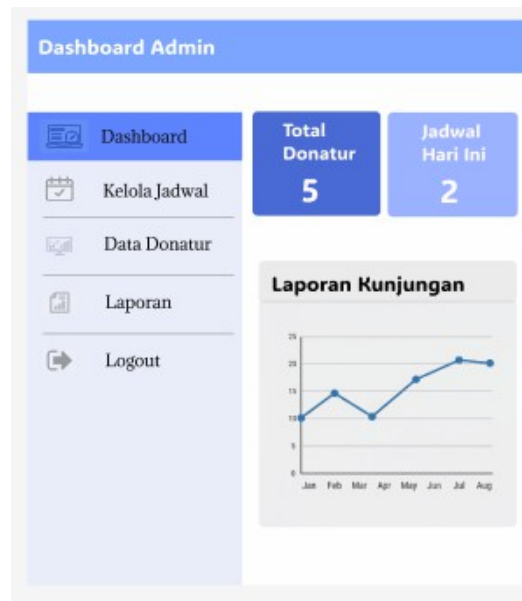 Dashboard Admin
Dashboard
Kelola Jadwal
Data Donatur
Laporan
Logout
Total
Donatur
5
Jadwal
Hari Ini
2
Laporan Kunjungan
25
20
15
10
5
0
Jan Feb Mar Apr May Jun Jul Aug